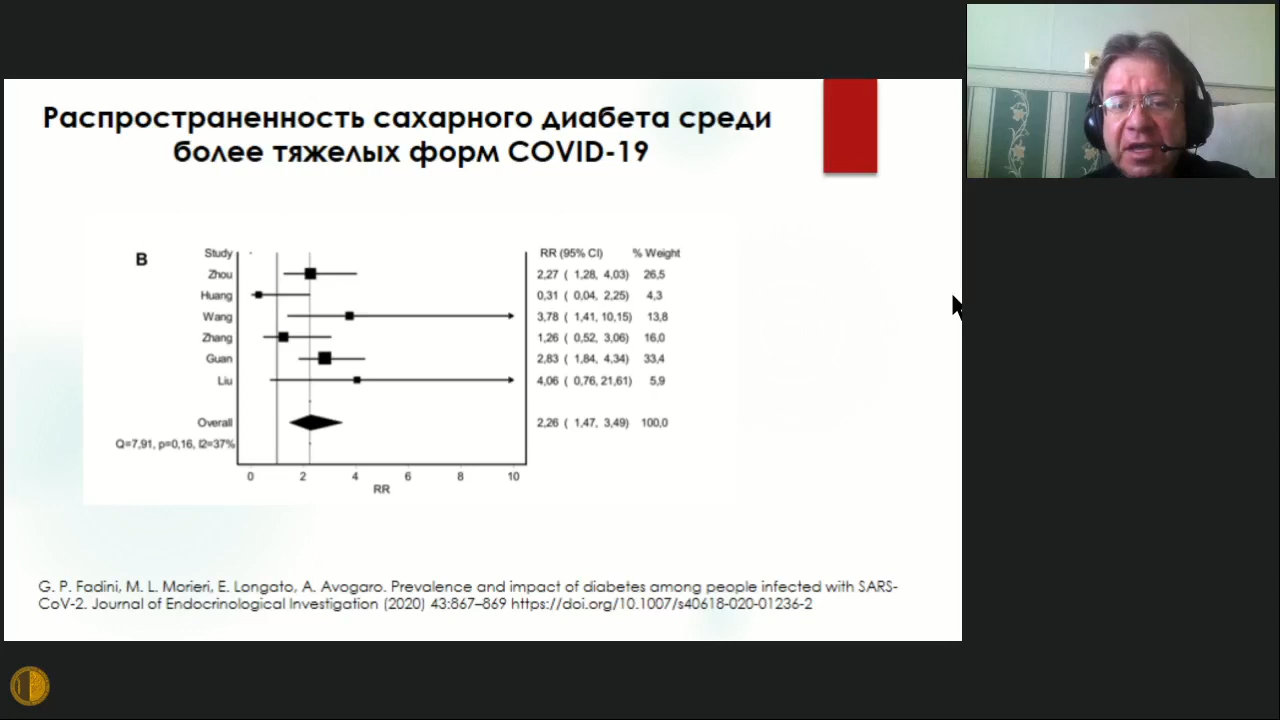 Распространенность сахарного диабета среди
более тяжелых форм COVID-19
B
Study RR (95% CI) % Weight
Zhou 2,27 ( 1,28, 4,03) 26,5
Huang 0,31 ( 0,04, 2,25) 4,3
Wang 3,78 ( 1,41, 10,15) 13,8
Zhang 1,26 ( 0,52, 3,06) 16,0
Guan 2,83 ( 1,84, 4,34) 33,4
Liu 4,06 ( 0,76, 21,61) 5,9
Overall 2,26 ( 1,47, 3,49) 100,0
Q=7,91, p=0,16, I2=37%
0 2 4 6 8 10
RR
G. P. Fadini, M. L. Morieri, E. Longato, A. Avogaro. Prevalence and impact of diabetes among people infected with SARS-
CoV-2. Journal of Endocrinological Investigation (2020) 43:867–869 https://doi.org/10.1007/s40618-020-01236-2